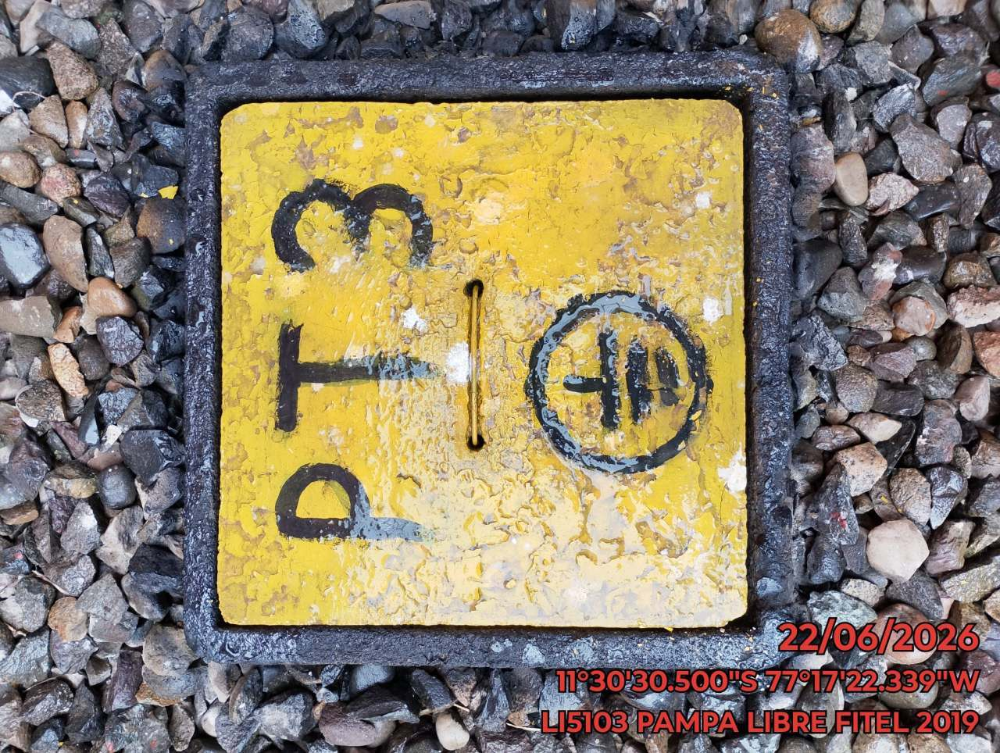 PT3
22/06/2026
11°30'30.500"S 77°17'22.339"W
LI5103 PAMPA LIBRE FITEL 2019